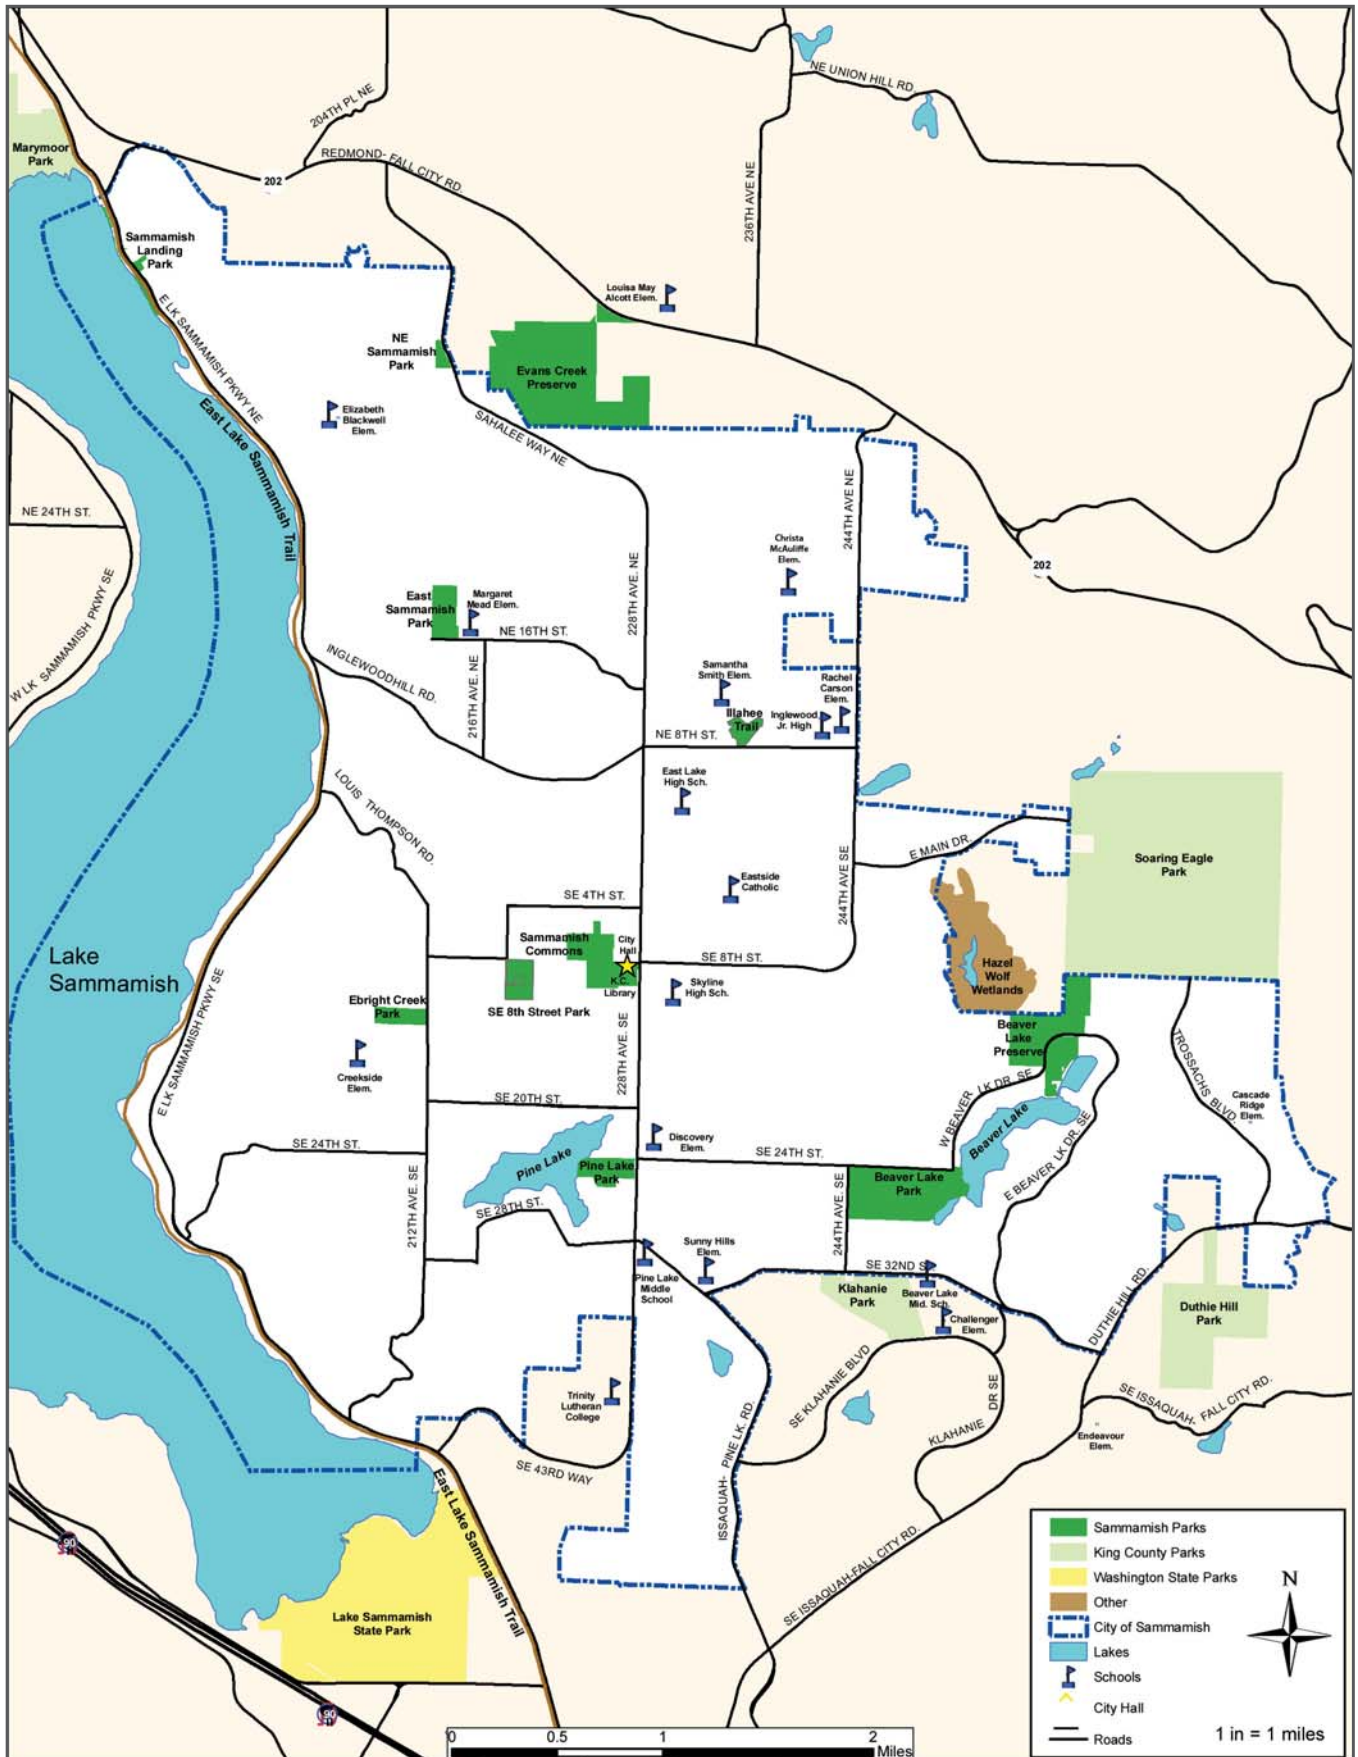 NE UNION HILL RD.
204TH PL NE
Marymoor
Park
REDMOND- FALL CITY RD.
202
236TH AVE NE
Sammamish
Landing
Park
Louisa May
Alcott Elem.
E LK SAMMAMISH PKWY NE
NE
Sammamish
Park
Evans Creek
Preserve
Elizabeth
Blackwell
Elem.
East Lake Sammamish Trail
SAHALEE WAY NE
NE 24TH ST.
244TH AVE NE
Christa
McAuliffe
Elem.
202
228TH AVE. NE
W LK SAMMAMISH PKWY SE
East
Sammamish
Park
Margaret
Mead Elem.
NE 16TH ST.
INGLEWOODHILL RD.
216TH AVE. NE
Samantha
Smith Elem.
Rachel
Carson
Elem.
Illahee
Trail
Inglewood
Jr. High
NE 8TH ST.
East Lake
High Sch.
LOUIS THOMPSON RD.
E MAIN DR.
Soaring Eagle
Park
244TH AVE SE
Eastside
Catholic
SE 4TH ST.
Sammamish
Commons
City
Hall
SE 8TH ST.
Lake
Sammamish
Hazel
Wolf
Wetlands
K.C.
Library
Skyline
High Sch.
Ebright Creek
Park
SE 8th Street Park
E LK SAMMAMISH PKWY SE
Beaver
Lake
Preserve
228TH AVE. SE
TROSSACHS BLVD.
Creekside
Elem.
W BEAVER LK DR. SE
SE 20TH ST.
Cascade
Ridge
Elem.
Beaver Lake
SE 24TH ST.
Discovery
Elem.
SE 24TH ST.
Pine Lake
Pine Lake
Park
E BEAVER LK DR. SE
Beaver Lake
Park
212TH AVE. SE
SE 28TH ST.
244TH AVE. SE
Sunny Hills
Elem.
SE 32ND S
Pine Lake
Middle
School
Klahanie
Park
Beaver Lake
Mid. Sch.
Challenger
Elem.
DUTHIE HILL RD.
Duthie Hill
Park
SE KLAHANIE BLVD
Trinity
Lutheran
College
KLAHANIE DR SE
SE ISSAQUAH- FALL CITY RD.
Endeavour
Elem.
ISSAQUAH- PINE LK. RD.
SE 43RD WAY
East Lake Sammamish Trail
SE ISSAQUAH-FALL CITY RD.
90
Lake Sammamish
State Park
90
Sammamish Parks
King County Parks
Washington State Parks
Other
City of Sammamish
Lakes
Schools
City Hall
Roads
N
1 in = 1 miles
0 0.5 1 2
Miles